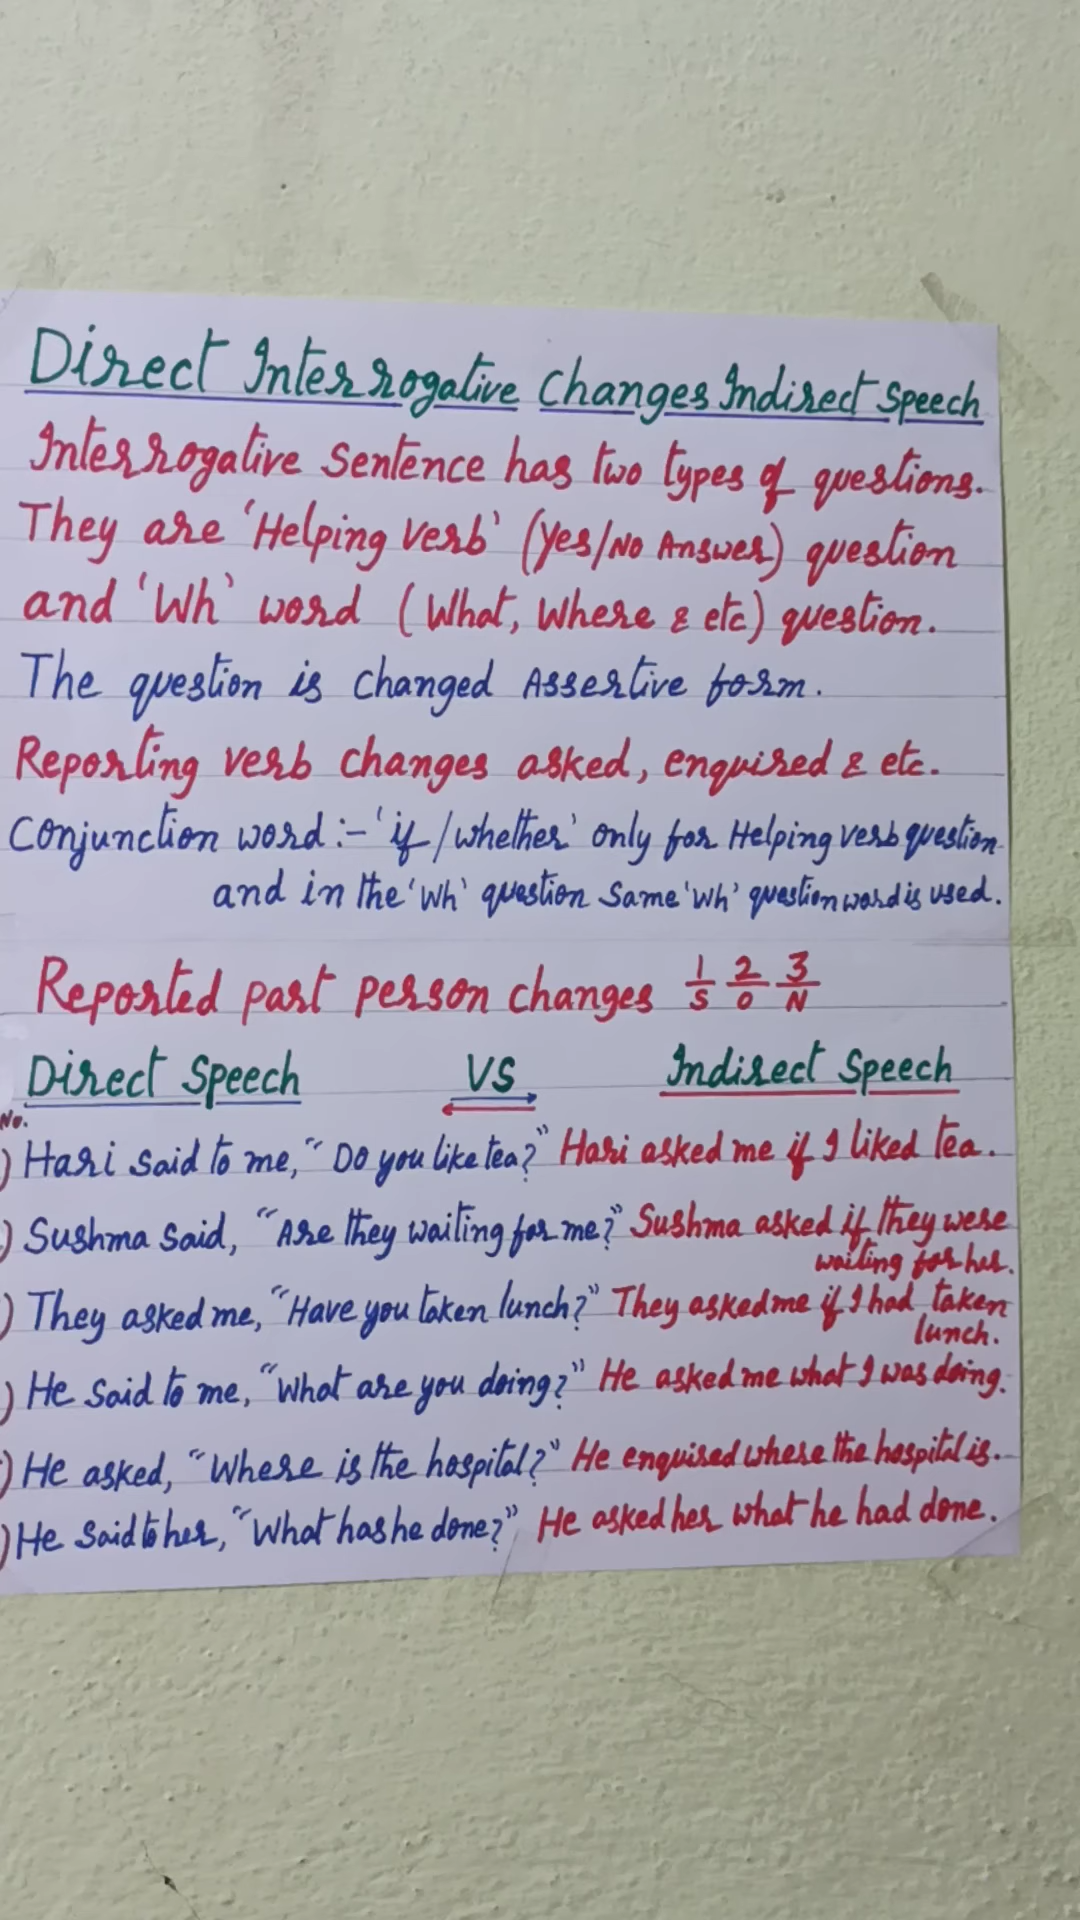 Direct Interrogative Changes Indirect Speech
Interrogative Sentence has two types of questions.
They are 'Helping Verb' (Yes/No Answer) question
and 'Wh' word (What, Where & etc) question.
The question is changed Assertive form.
Reporting verb changes asked, enquired & etc.
Conjunction word :- 'if/whether' only for Helping verb question
and in the 'Wh' question Same 'Wh' question word is used.
Reported part person changes 1/S 2/O 3/N
Direct Speech VS Indirect Speech
No.
) Hari said to me, "Do you like tea?" Hari asked me if I liked tea.
) Sushma said, "Are they waiting for me?" Sushma asked if they were
waiting for her.
) They asked me, "Have you taken lunch?" They asked me if I had taken
lunch.
) He said to me, "What are you doing?" He asked me what I was doing.
) He asked, "Where is the hospital?" He enquired where the hospital is.
) He said to her, "What has he done?" He asked her what he had done.